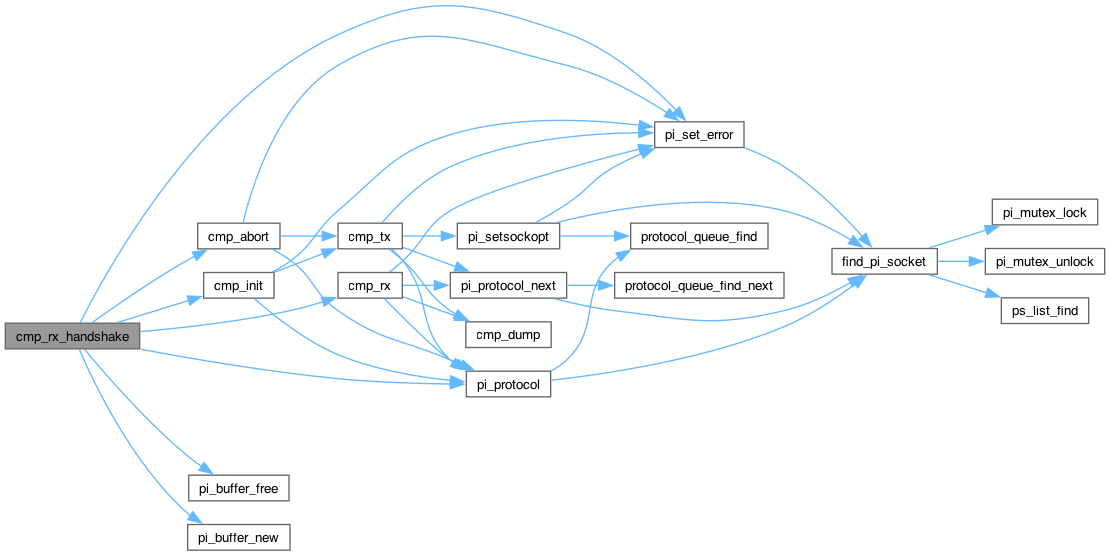 cmp_rx_handshake
cmp_abort
cmp_init
pi_buffer_free
pi_buffer_new
cmp_tx
cmp_rx
pi_setsockopt
pi_protocol_next
cmp_dump
pi_protocol
pi_set_error
protocol_queue_find
protocol_queue_find_next
find_pi_socket
pi_mutex_lock
pi_mutex_unlock
ps_list_find